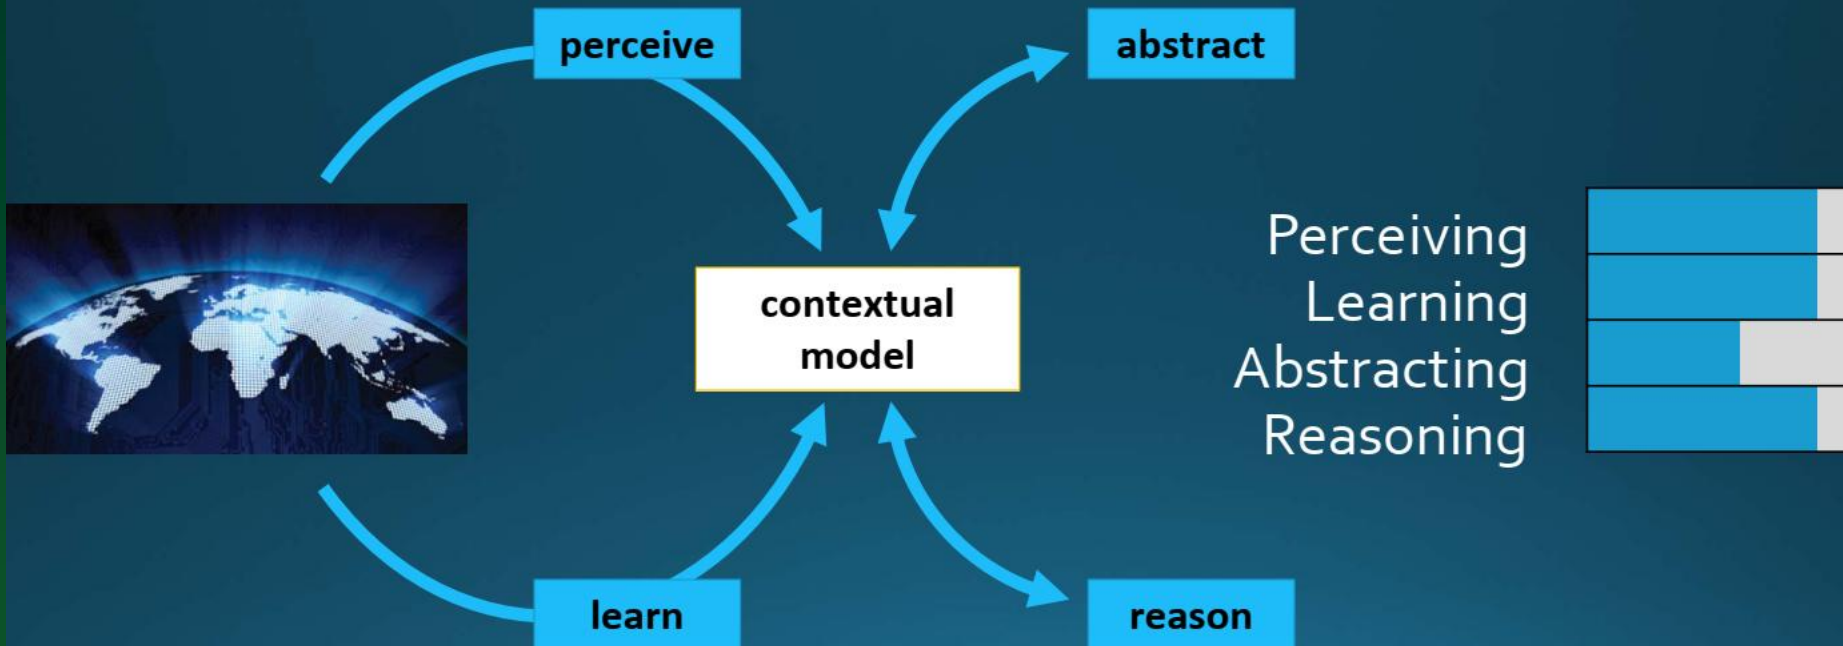 perceive
abstract
contextual
model
learn
reason
Perceiving
Learning
Abstracting
Reasoning